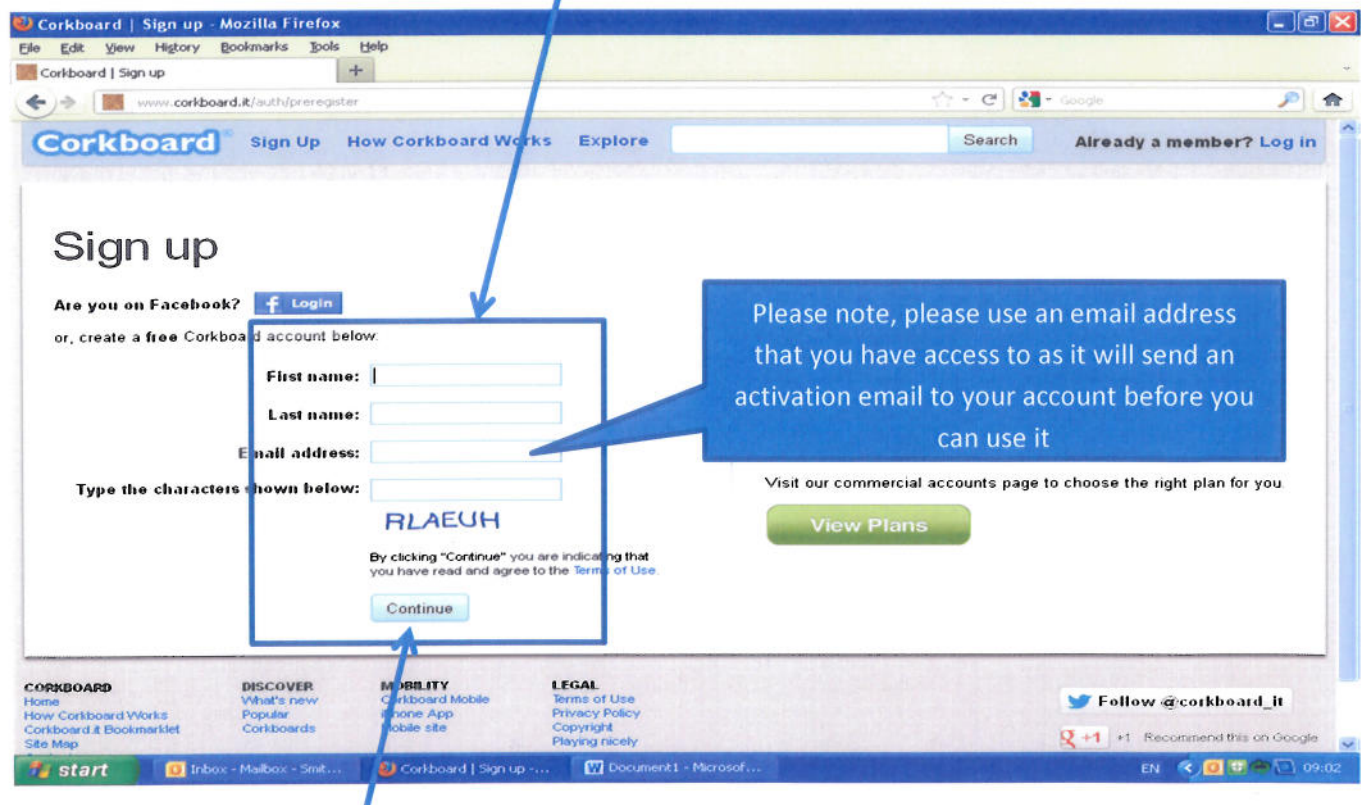 Corkboard | Sign up - Mozilla Firefox
File Edit View History Bookmarks Tools Help
Corkboard | Sign up +
www.corkboard.it/auth/preregister Google
Corkboard® Sign Up How Corkboard Works Explore Search Already a member? Log in
Sign up
Are you on Facebook? f Login
or, create a free Corkboard account below:
First name:
Last name:
Email address:
Type the characters shown below:
RLAEUH
By clicking "Continue" you are indicating that
you have read and agree to the Terms of Use.
Continue
Please note, please use an email address
that you have access to as it will send an
activation email to your account before you
can use it
Visit our commercial accounts page to choose the right plan for you.
View Plans
CORKBOARD
Home
How Corkboard Works
Corkboard.it Bookmarklet
Site Map
DISCOVER
What's new
Popular
Corkboards
MOBILITY
Corkboard Mobile
iPhone App
Mobile site
LEGAL
Terms of Use
Privacy Policy
Copyright
Playing nicely
Follow @corkboard_it
+1 +1 Recommend this on Google
start Inbox - Mailbox - Smit... Corkboard | Sign up -... Document1 - Microsof... EN 09:02